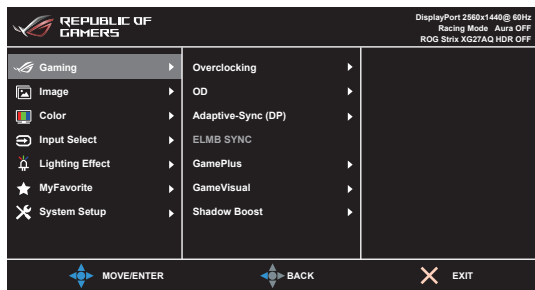 REPUBLIC OF
GAMERS
DisplayPort 2560x1440@ 60Hz
Racing Mode Aura OFF
ROG Strix XG27AQ HDR OFF
Gaming
Image
Color
Input Select
Lighting Effect
MyFavorite
System Setup
Overclocking
OD
Adaptive-Sync (DP)
ELMB SYNC
GamePlus
GameVisual
Shadow Boost
MOVE/ENTER
BACK
EXIT